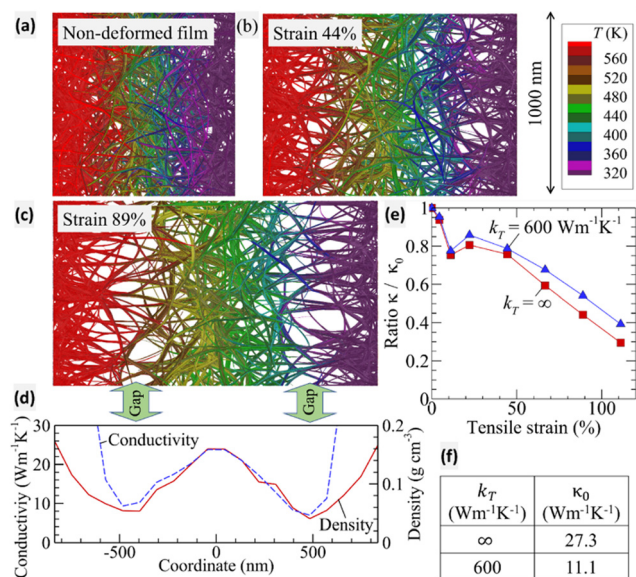 (a)
Non-deformed film
(b)
Strain 44%
1000 nm
T (K)
560
520
480
440
400
360
320
(c)
Strain 89%
(e)
1
0.8
0.6
0.4
0.2
0
0 50 100
Ratio κ / κ0
Tensile strain (%)
kT = 600 Wm-1K-1
kT = ∞
Gap
Gap
(d)
30
20
10
0
Conductiviy (Wm-1K-1)
Conductivity
Density
0.2
0.1
0
Density (g cm-3)
-500 0 500
Coordinate (nm)
(f)
kT κ0
(Wm-1K-1) (Wm-1K-1)
∞ 27.3
600 11.1